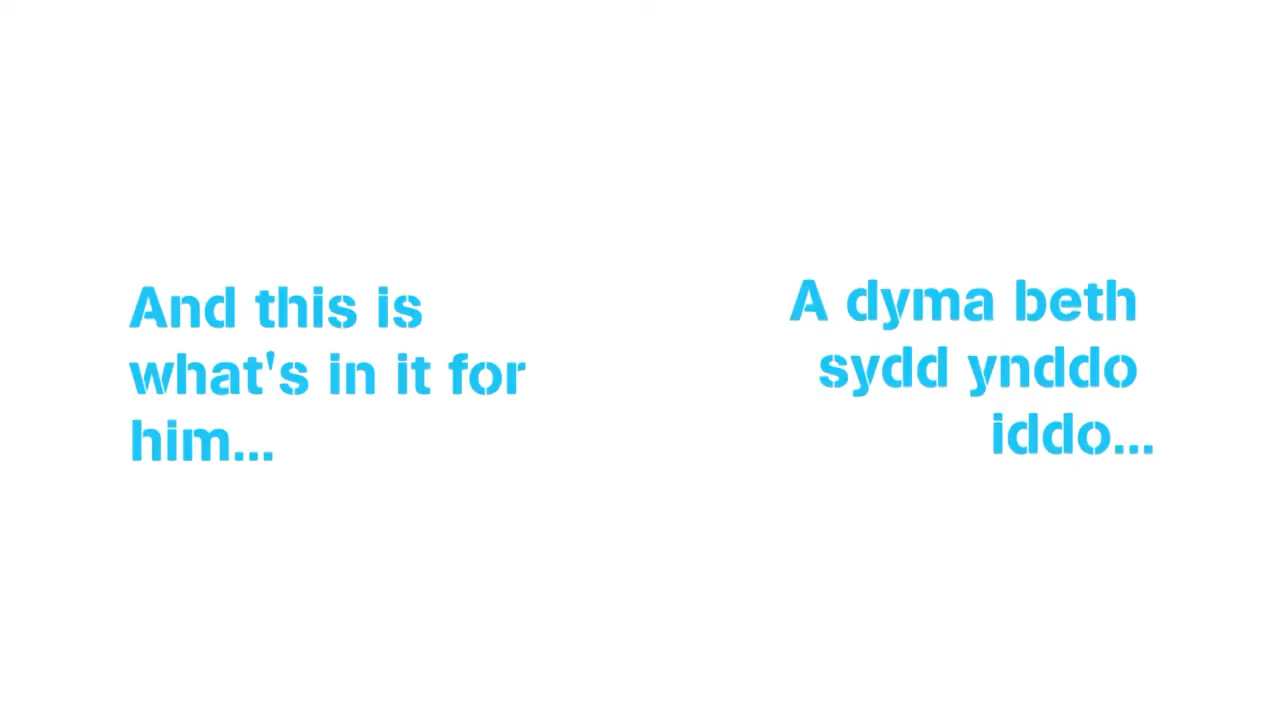 And this is
what's in it for
him...
A dyma beth
sydd ynddo
iddo...